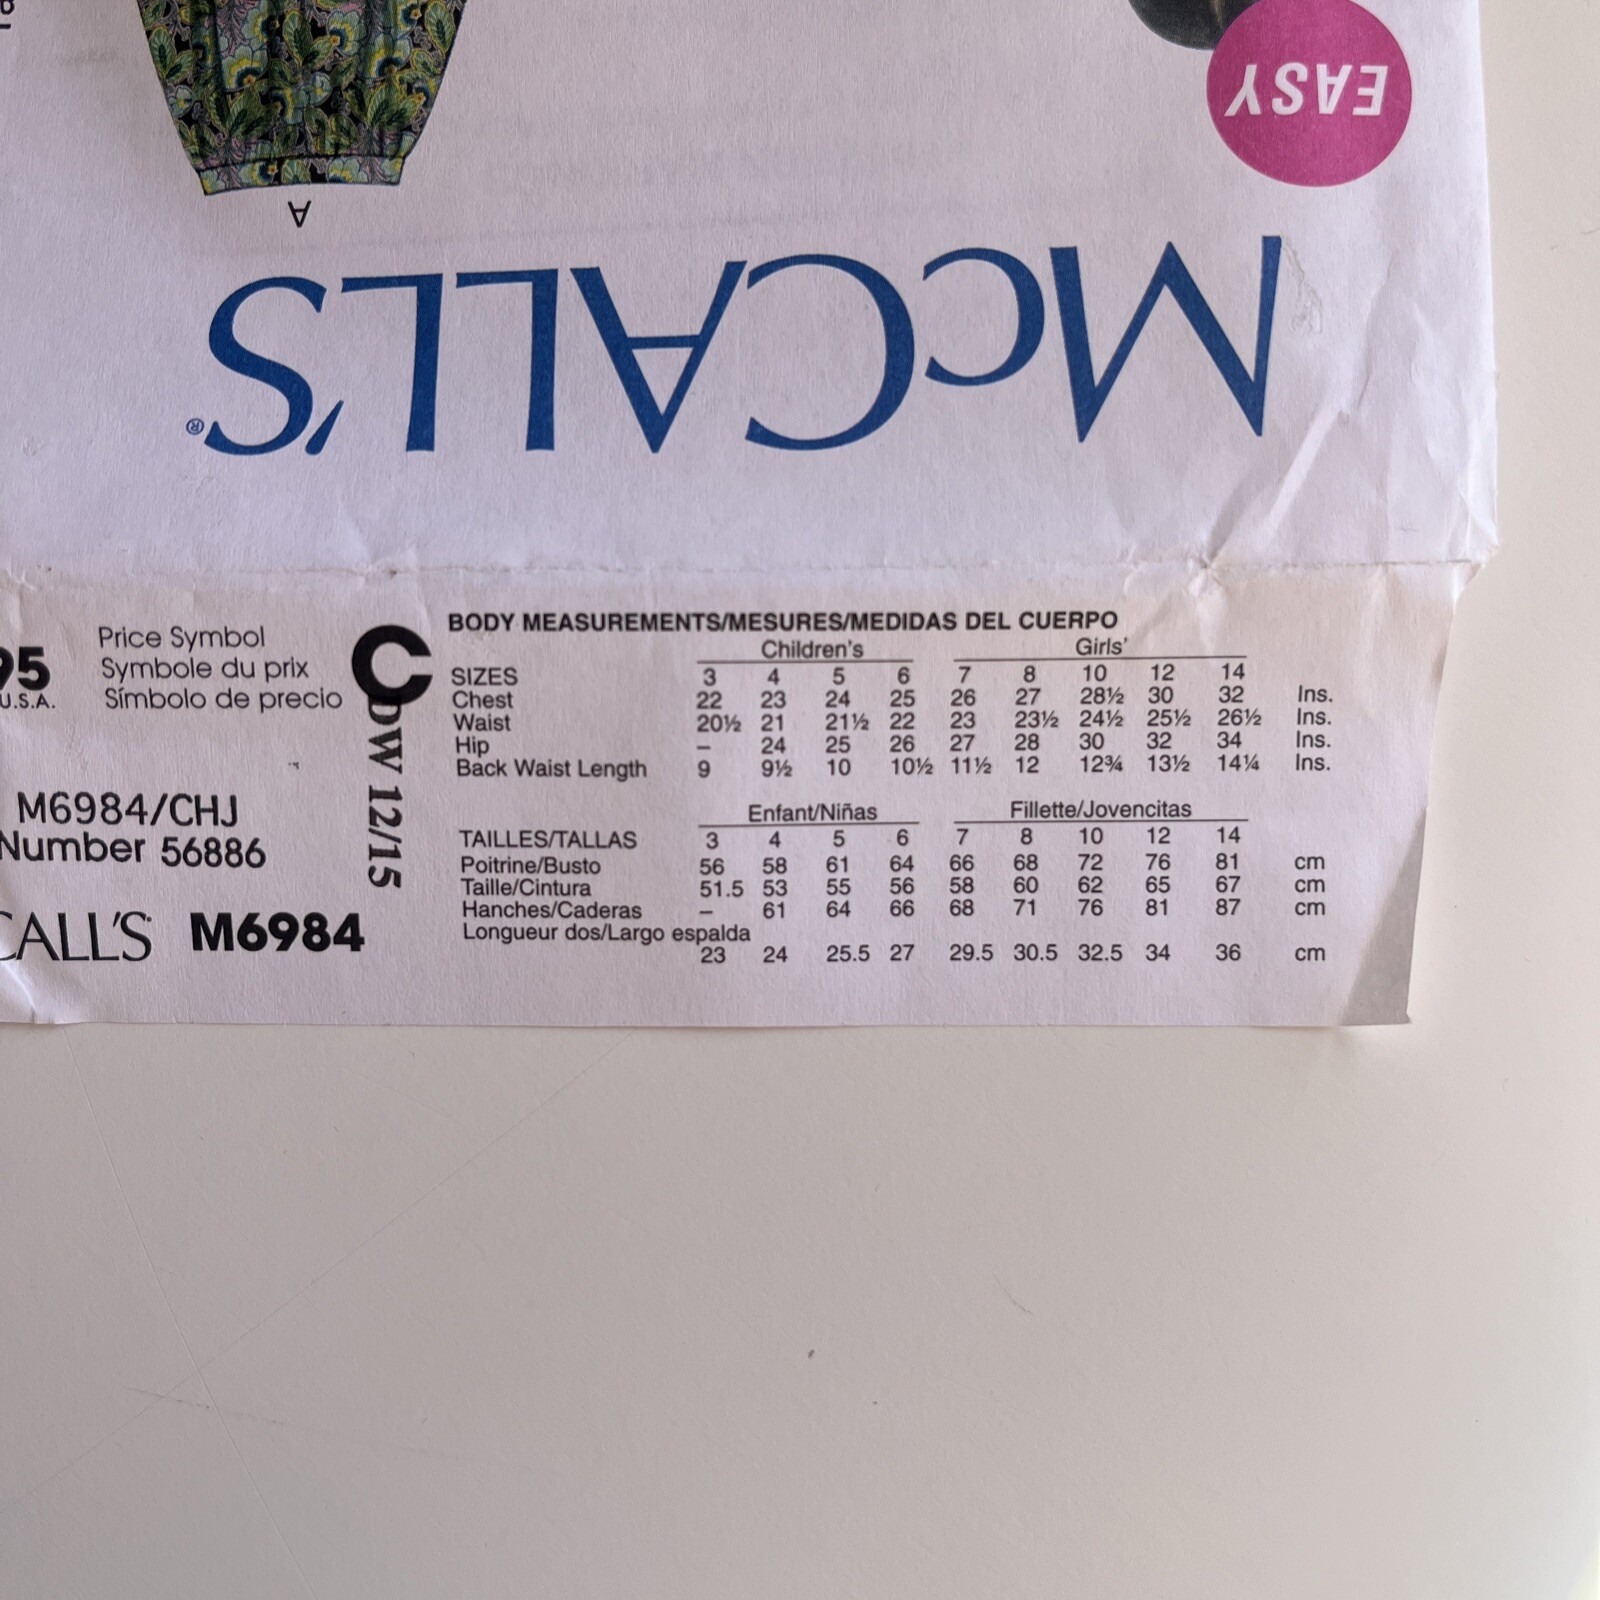 EASY
A
McCALL'S®
95
U.S.A.
Price Symbol
Symbole du prix
Símbolo de precio
C
DW 12/15
M6984/CHJ
Number 56886
CALL'S M6984
BODY MEASUREMENTS/MESURES/MEDIDAS DEL CUERPO
Children's Girls'
SIZES 3 4 5 6 7 8 10 12 14
Chest 22 23 24 25 26 27 28½ 30 32 Ins.
Waist 20½ 21 21½ 22 23 23½ 24½ 25½ 26½ Ins.
Hip – 24 25 26 27 28 30 32 34 Ins.
Back Waist Length 9 9½ 10 10½ 11½ 12 12¾ 13½ 14¼ Ins.
Enfant/Niñas Fillette/Jovencitas
TAILLES/TALLAS 3 4 5 6 7 8 10 12 14
Poitrine/Busto 56 58 61 64 66 68 72 76 81 cm
Taille/Cintura 51.5 53 55 56 58 60 62 65 67 cm
Hanches/Caderas – 61 64 66 68 71 76 81 87 cm
Longueur dos/Largo espalda
23 24 25.5 27 29.5 30.5 32.5 34 36 cm